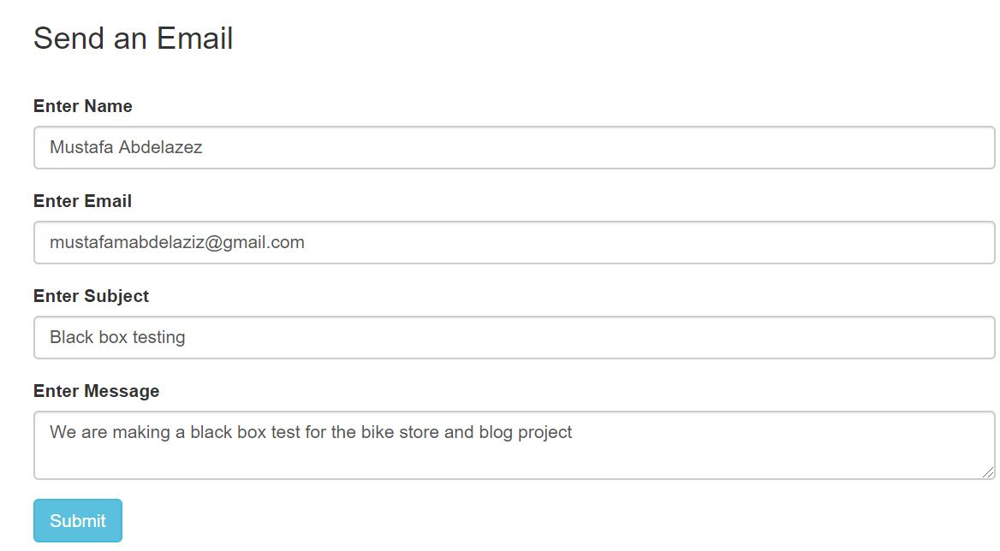 Send an Email
Enter Name
Mustafa Abdelazez
Enter Email
mustafamabdelaziz@gmail.com
Enter Subject
Black box testing
Enter Message
We are making a black box test for the bike store and blog project
Submit